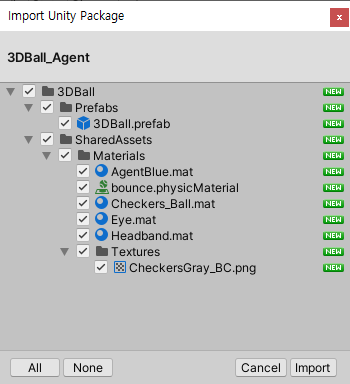 Import Unity Package
x
3DBall_Agent
3DBall NEW
Prefabs NEW
3DBall.prefab NEW
SharedAssets NEW
Materials NEW
AgentBlue.mat NEW
bounce.physicMaterial NEW
Checkers_Ball.mat NEW
Eye.mat NEW
Headband.mat NEW
Textures NEW
CheckersGray_BC.png NEW
All None Cancel Import